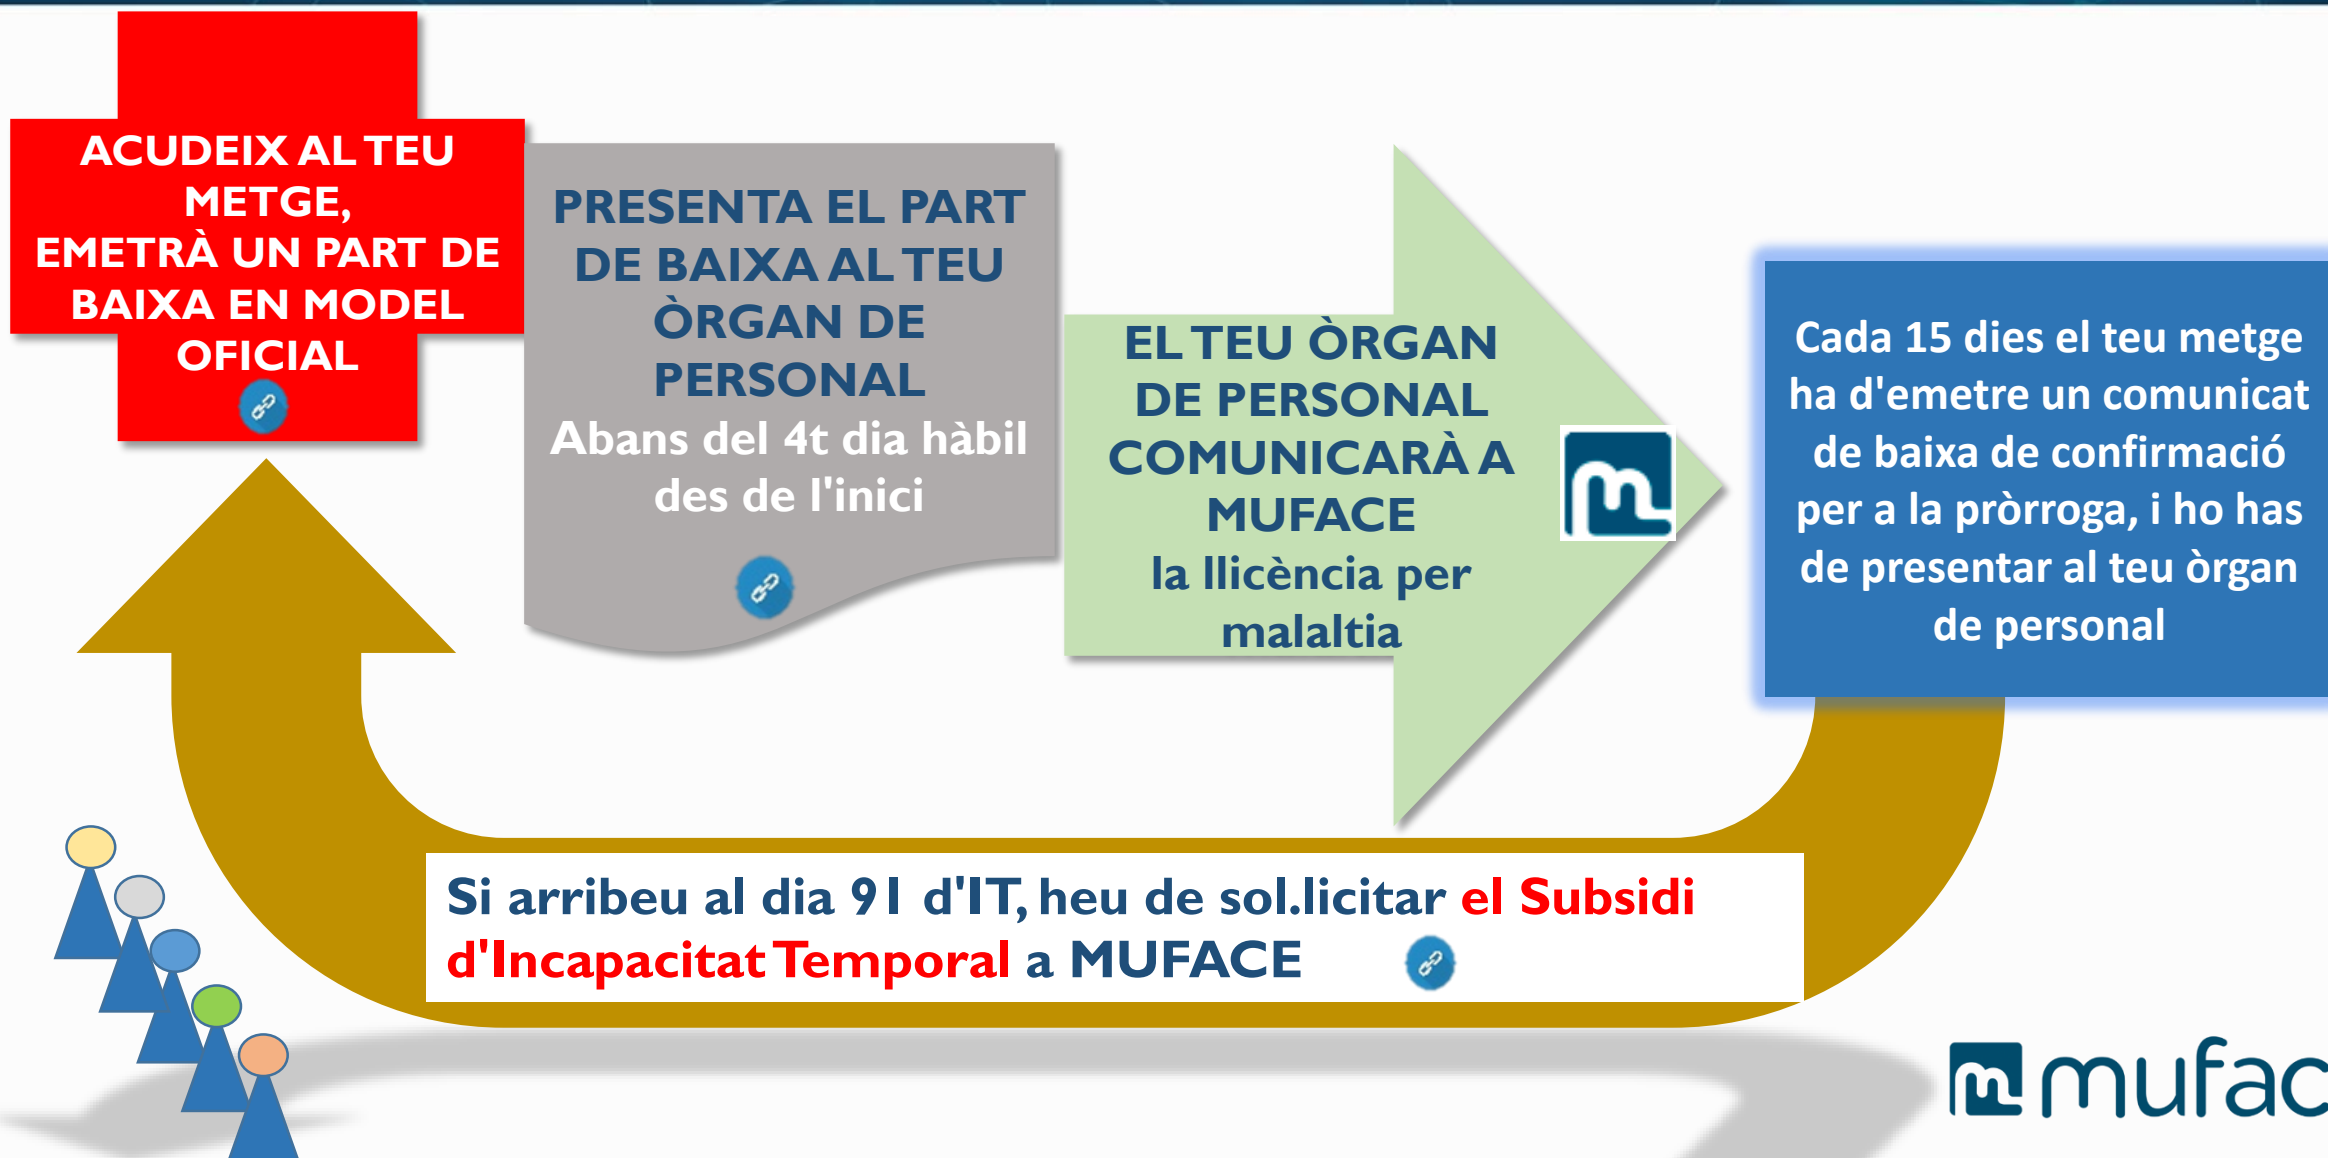 ACUDEIX AL TEU
METGE,
EMETRÀ UN PART DE
BAIXA EN MODEL
OFICIAL
PRESENTA EL PART
DE BAIXA AL TEU
ÒRGAN DE
PERSONAL
Abans del 4t dia hàbil
des de l'inici
EL TEU ÒRGAN
DE PERSONAL
COMUNICARÀ A
MUFACE
la llicència per
malaltia
Cada 15 dies el teu metge
ha d'emetre un comunicat
de baixa de confirmació
per a la pròrroga, i ho has
de presentar al teu òrgan
de personal
Si arribeu al dia 91 d'IT, heu de sol.licitar el Subsidi
d'Incapacitat Temporal a MUFACE
mufac